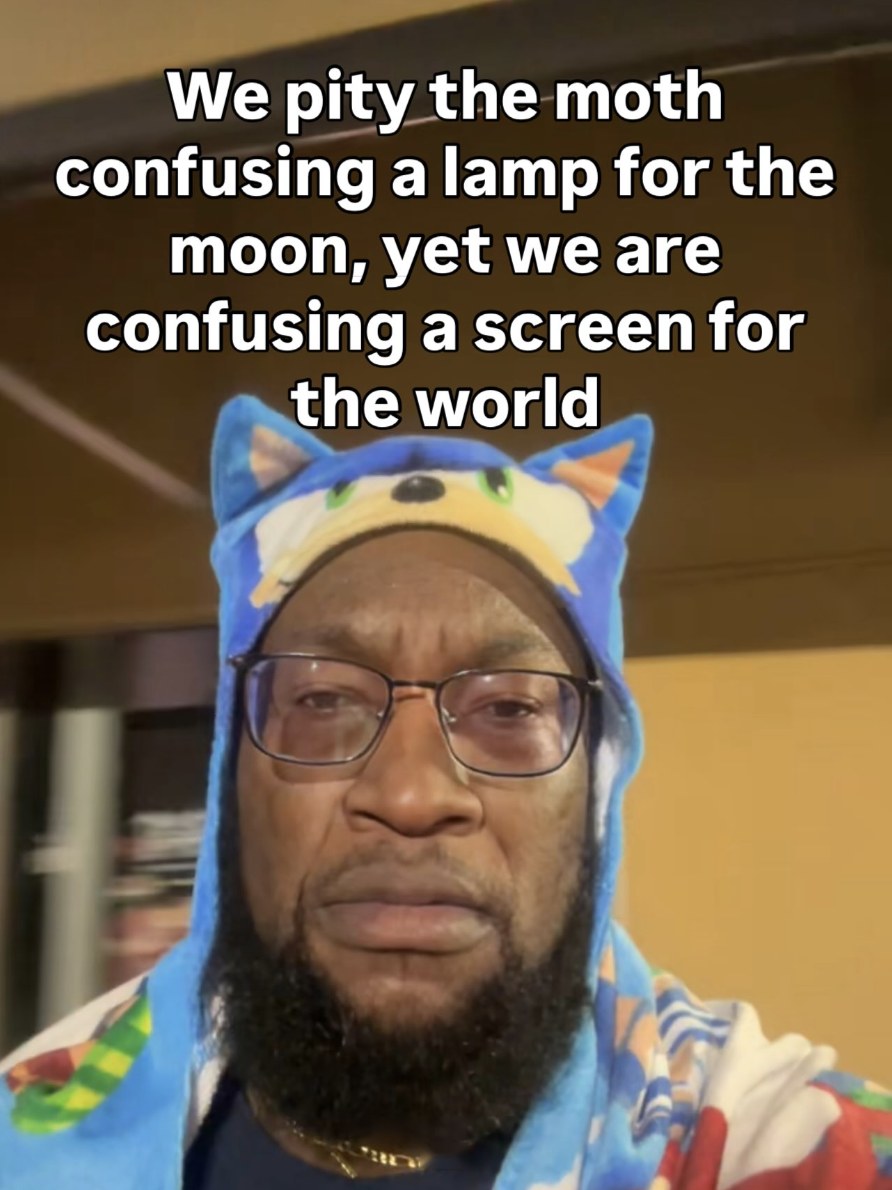 We pity the moth
confusing a lamp for the
moon, yet we are
confusing a screen for
the world